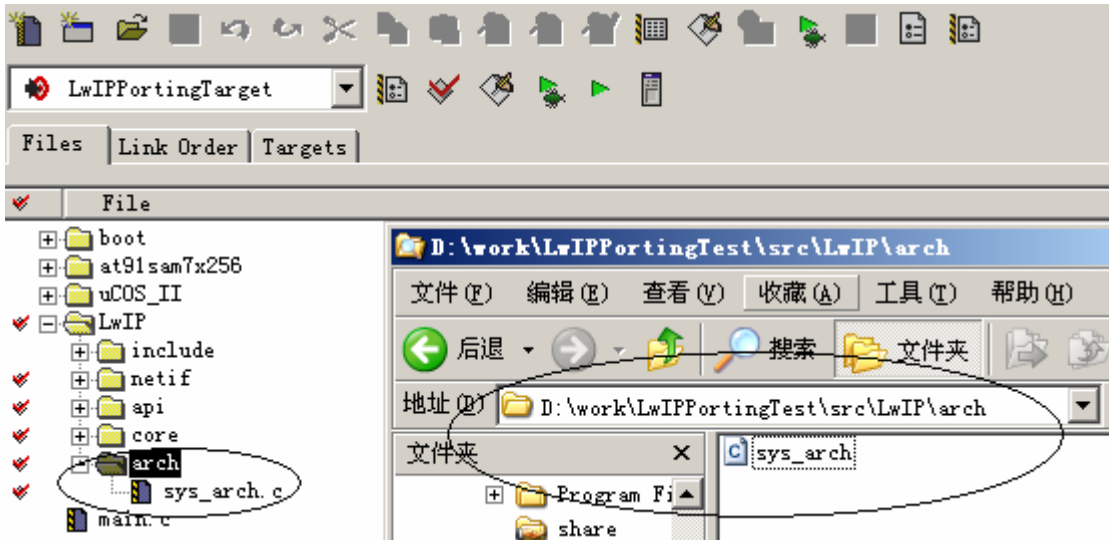 LwIPPortingTarget
Files Link Order Targets
File
boot
at91sam7x256
uCOS_II
LwIP
include
netif
api
core
arch
sys_arch.c
main.c
D:\work\LwIPPortingTest\src\LwIP\arch
文件(F) 编辑(E) 查看(V) 收藏(A) 工具(T) 帮助(H)
后退 搜索 文件夹
地址(D) D:\work\LwIPPortingTest\src\LwIP\arch
文件夹
sys_arch
Program Fi
share